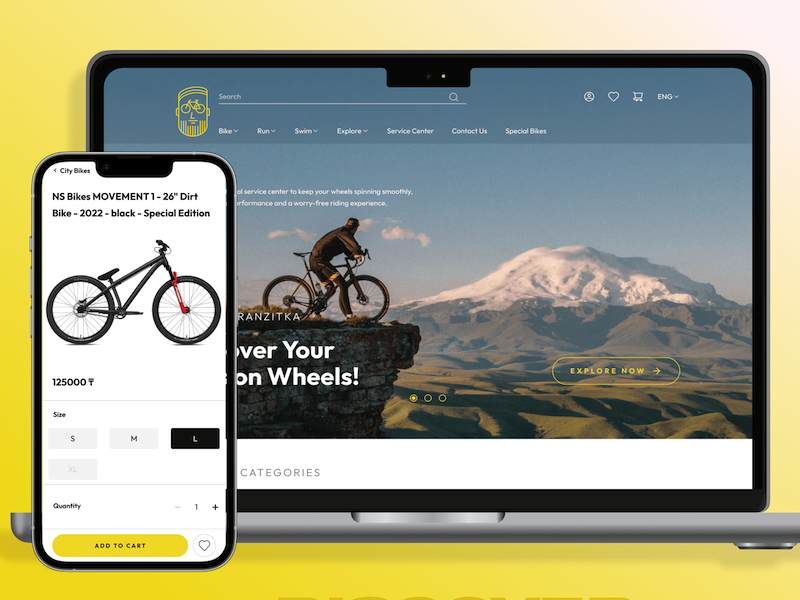 Search
ENG
Bike
Run
Swim
Explore
Service Center
Contact Us
Special Bikes
al service center to keep your wheels spinning smoothly,
rformance and a worry-free riding experience.
RANZITKA
over Your
on Wheels!
EXPLORE NOW
CATEGORIES
City Bikes
NS Bikes MOVEMENT 1 - 26" Dirt
Bike - 2022 - black - Special Edition
125000 ₸
Size
S
M
L
XL
Quantity
− 1 +
ADD TO CART